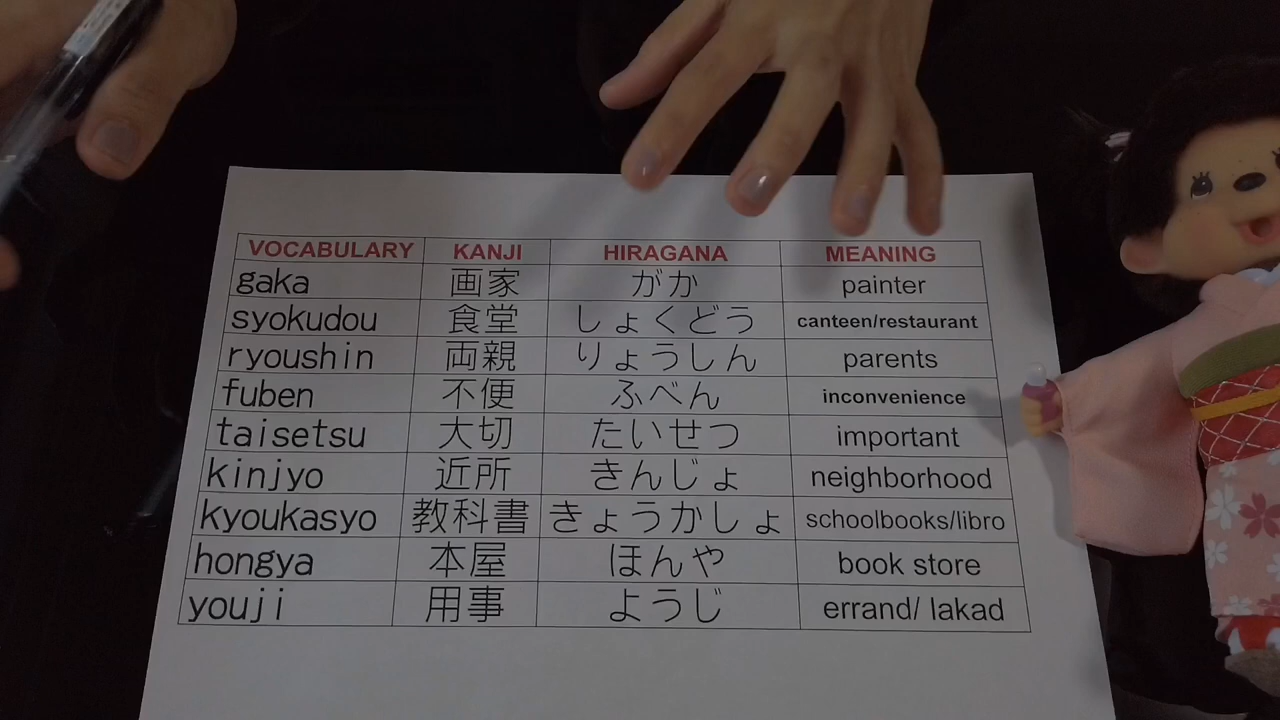 VOCABULARY KANJI HIRAGANA MEANING
gaka 画家 がか painter
syokudou 食堂 しょくどう canteen/restaurant
ryoushin 両親 りょうしん parents
fuben 不便 ふべん inconvenience
taisetsu 大切 たいせつ important
kinjyo 近所 きんじょ neighborhood
kyoukasyo 教科書 きょうかしょ schoolbooks/libro
hongya 本屋 ほんや book store
youji 用事 ようじ errand/ lakad